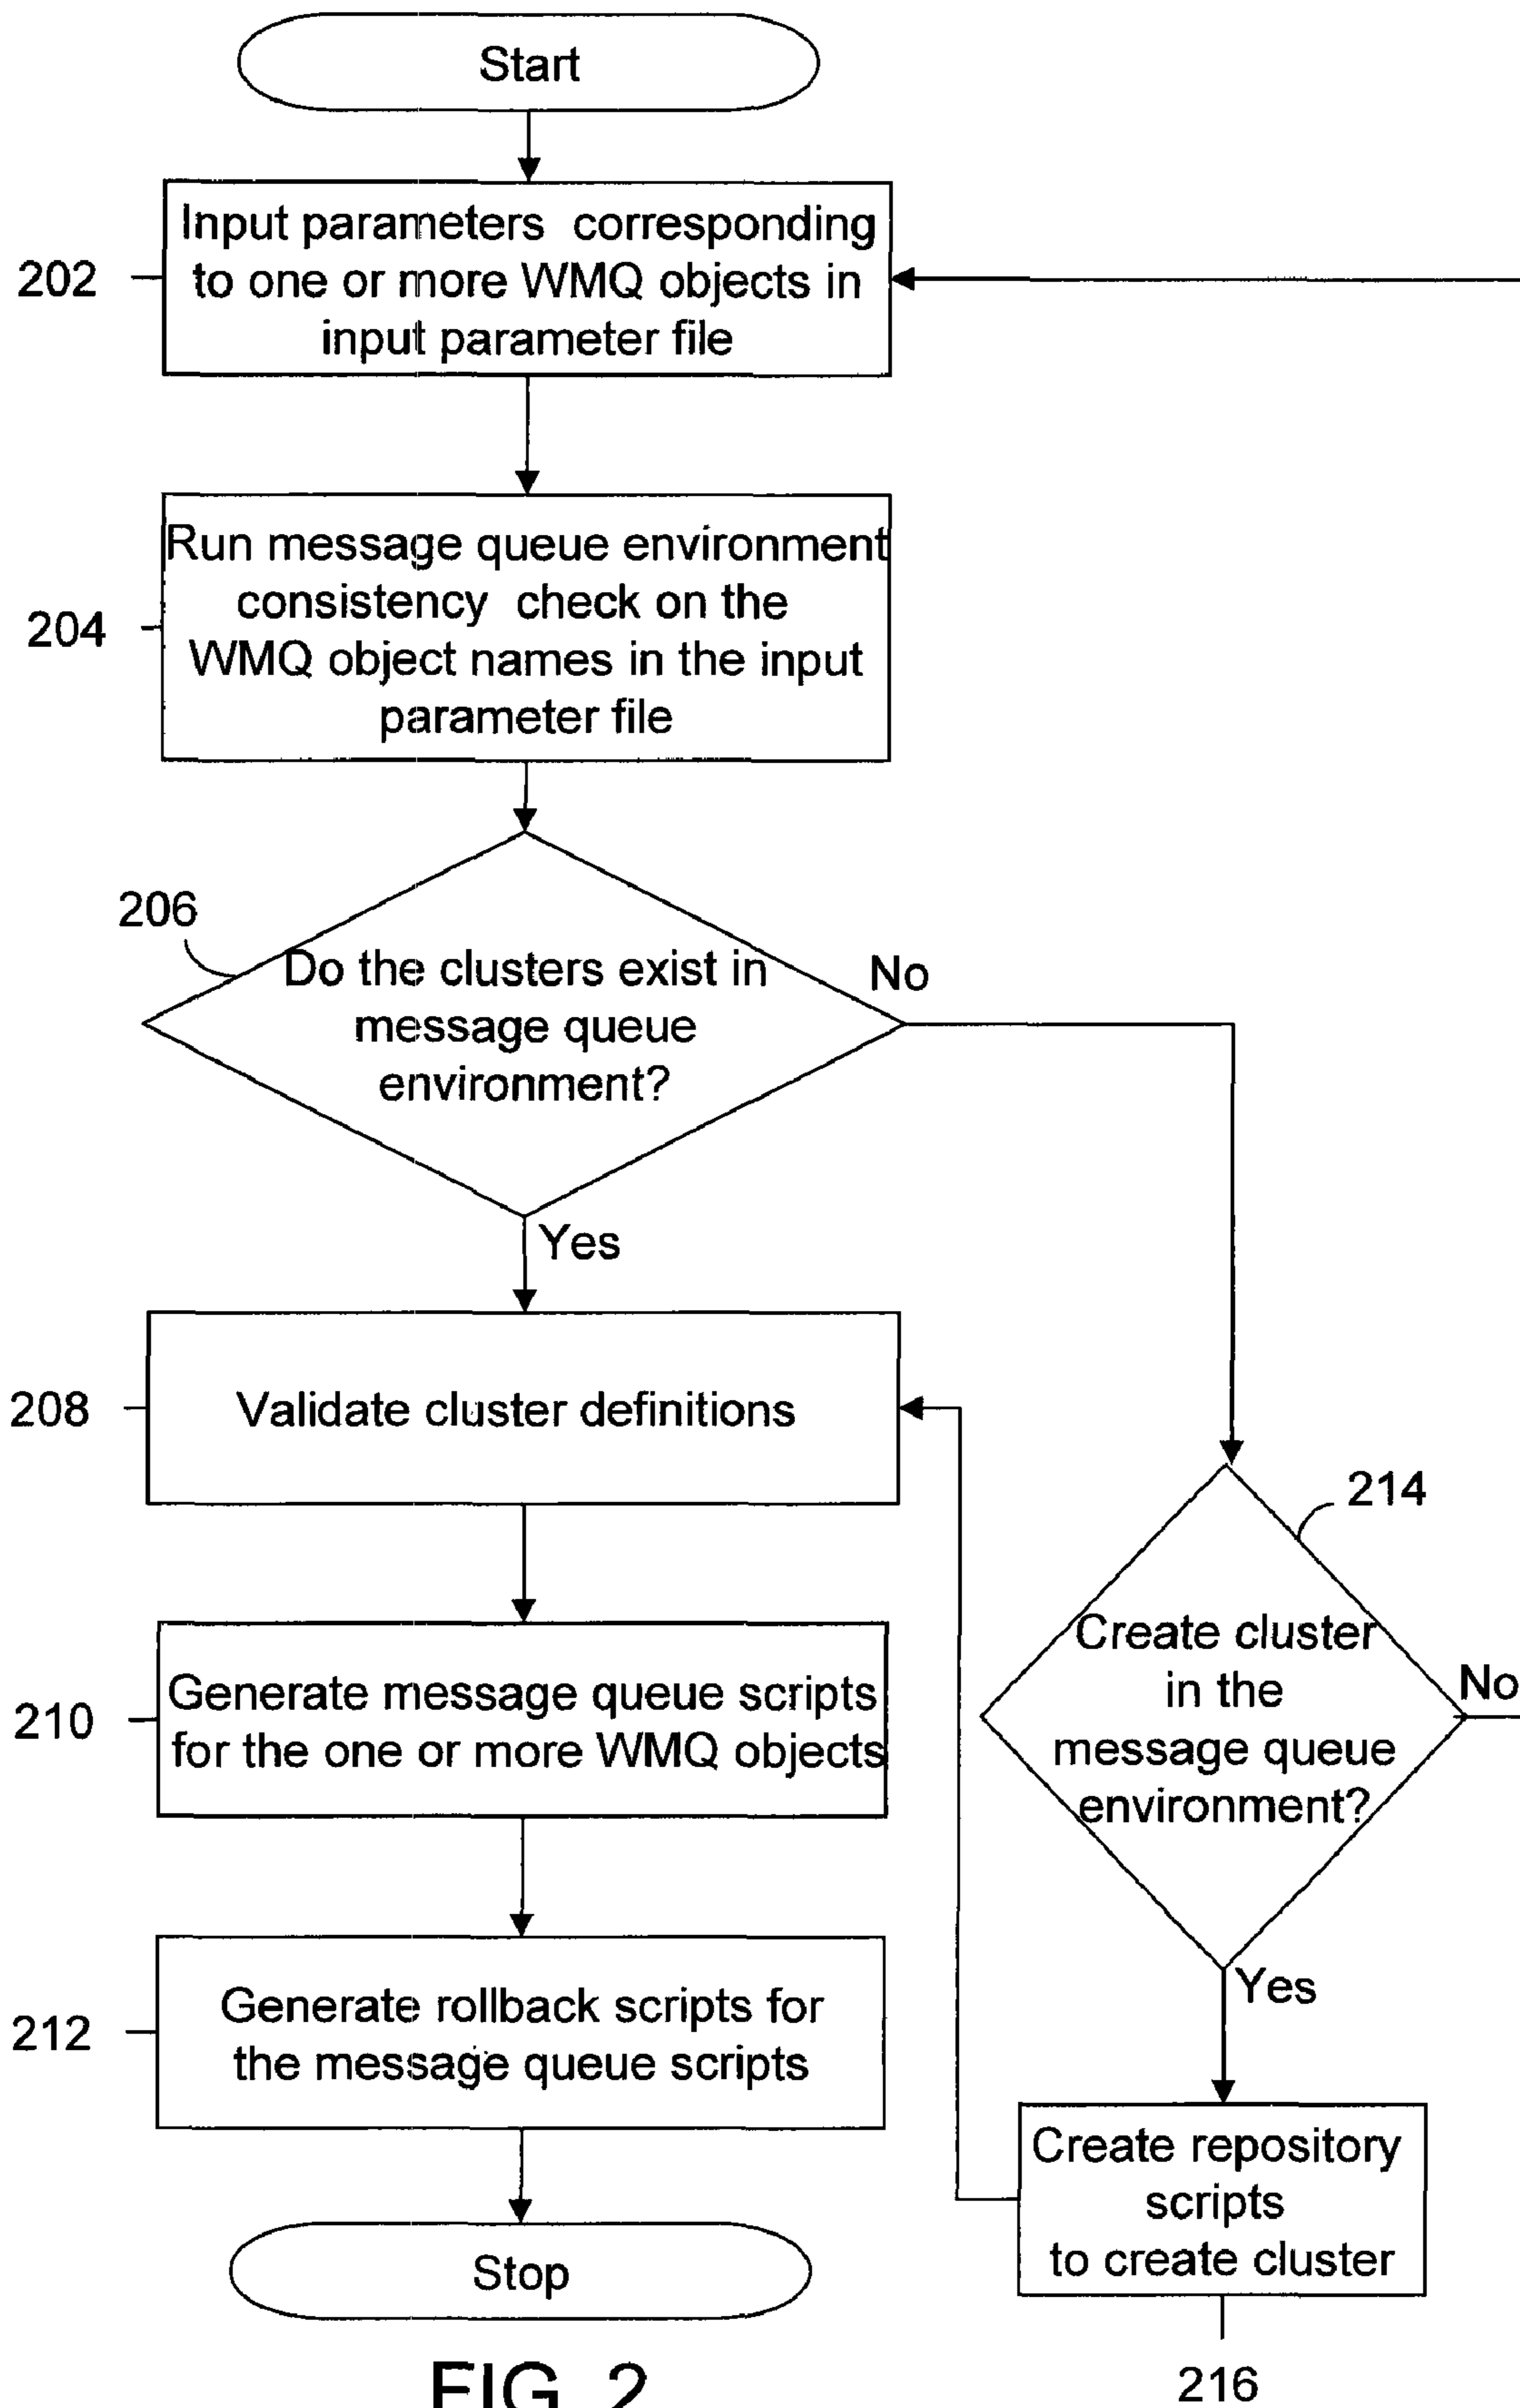 Start
202
Input parameters corresponding
to one or more WMQ objects in
input parameter file
204
Run message queue environment
consistency check on the
WMQ object names in the input
parameter file
206
Do the clusters exist in
message queue
environment?
No
Yes
208
Validate cluster definitions
214
Create cluster
in the
message queue
environment?
No
Yes
210
Generate message queue scripts
for the one or more WMQ objects
212
Generate rollback scripts for
the message queue scripts
Create repository
scripts
to create cluster
216
Stop
FIG. 2